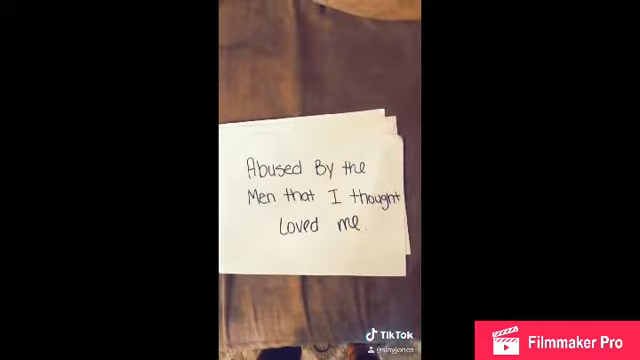 Abused By the
Men that I thought
Loved me.
TikTok
Filmmaker Pro